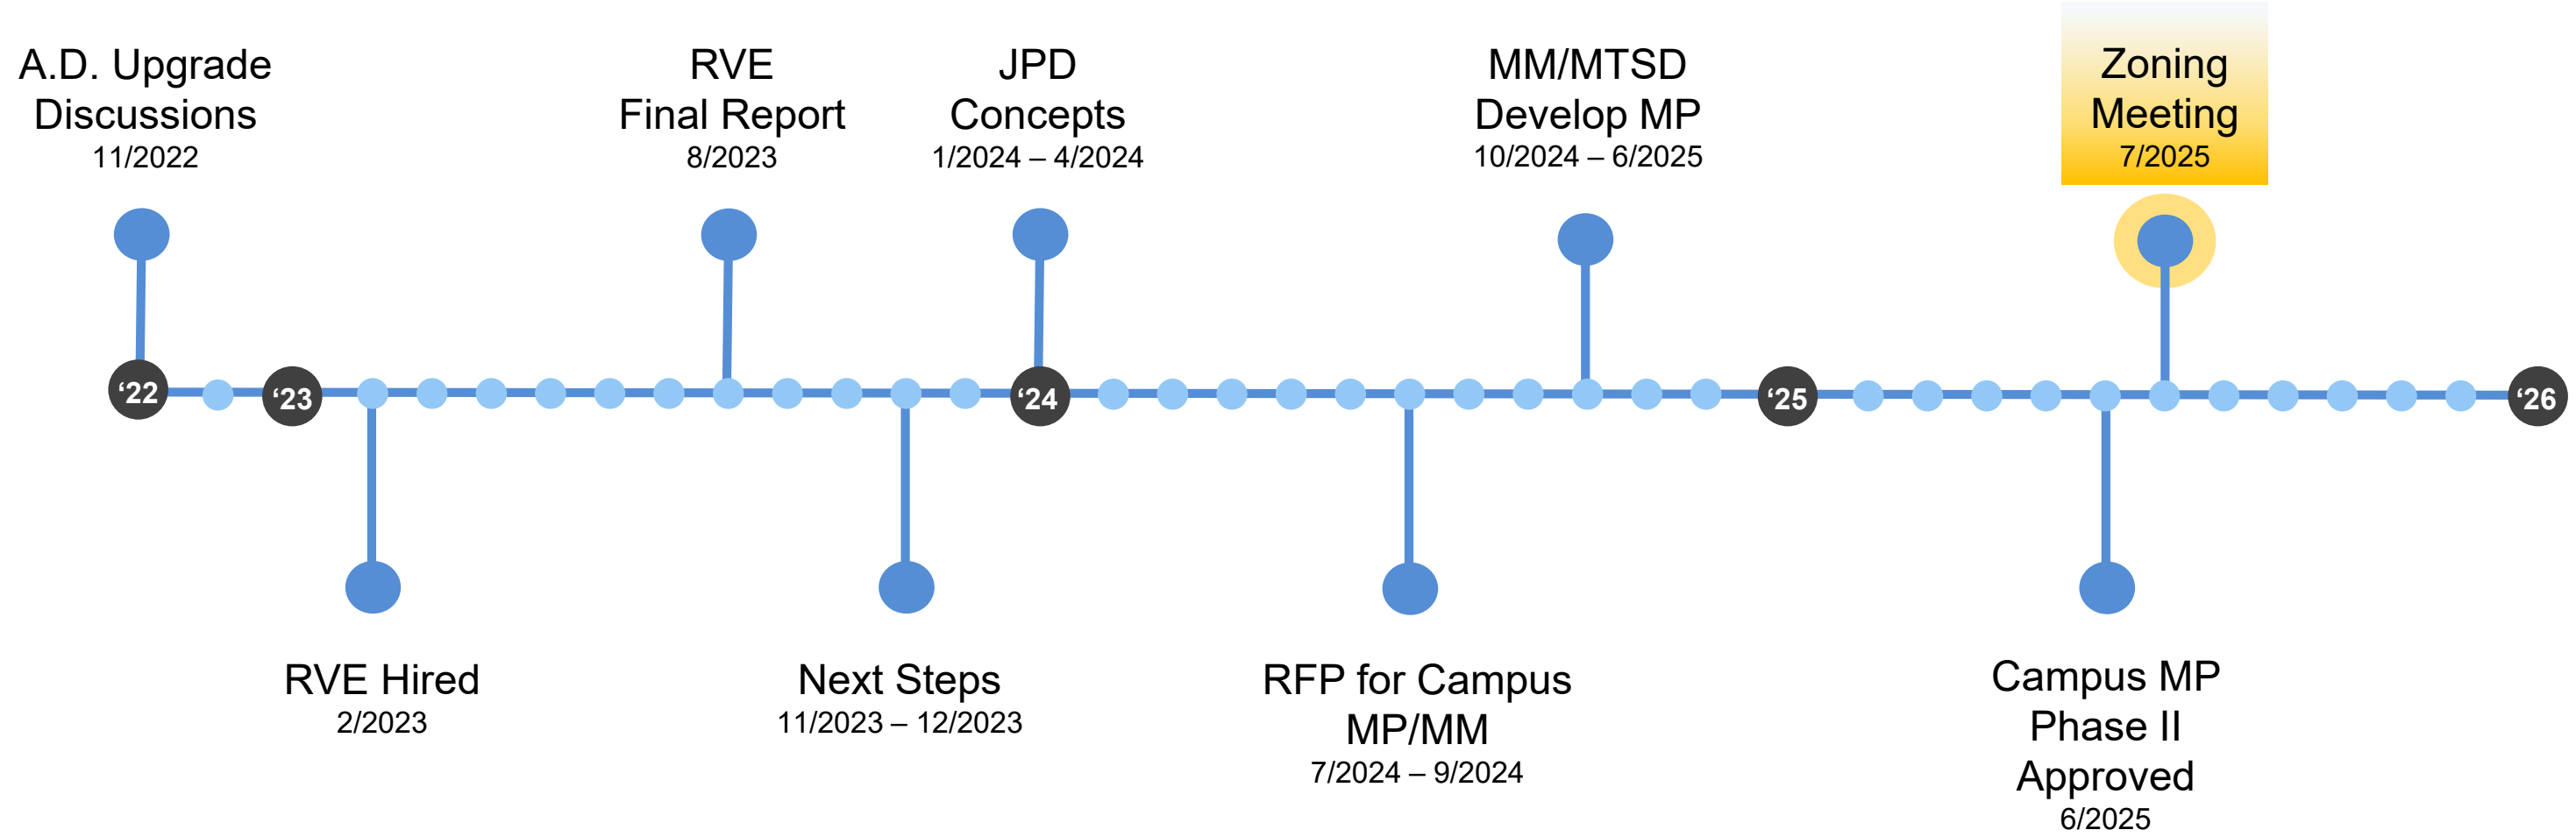 A.D. Upgrade
Discussions
11/2022
RVE
Final Report
8/2023
JPD
Concepts
1/2024 – 4/2024
MM/MTSD
Develop MP
10/2024 – 6/2025
Zoning
Meeting
7/2025
‘22
‘23
‘24
‘25
‘26
RVE Hired
2/2023
Next Steps
11/2023 – 12/2023
RFP for Campus
MP/MM
7/2024 – 9/2024
Campus MP
Phase II
Approved
6/2025